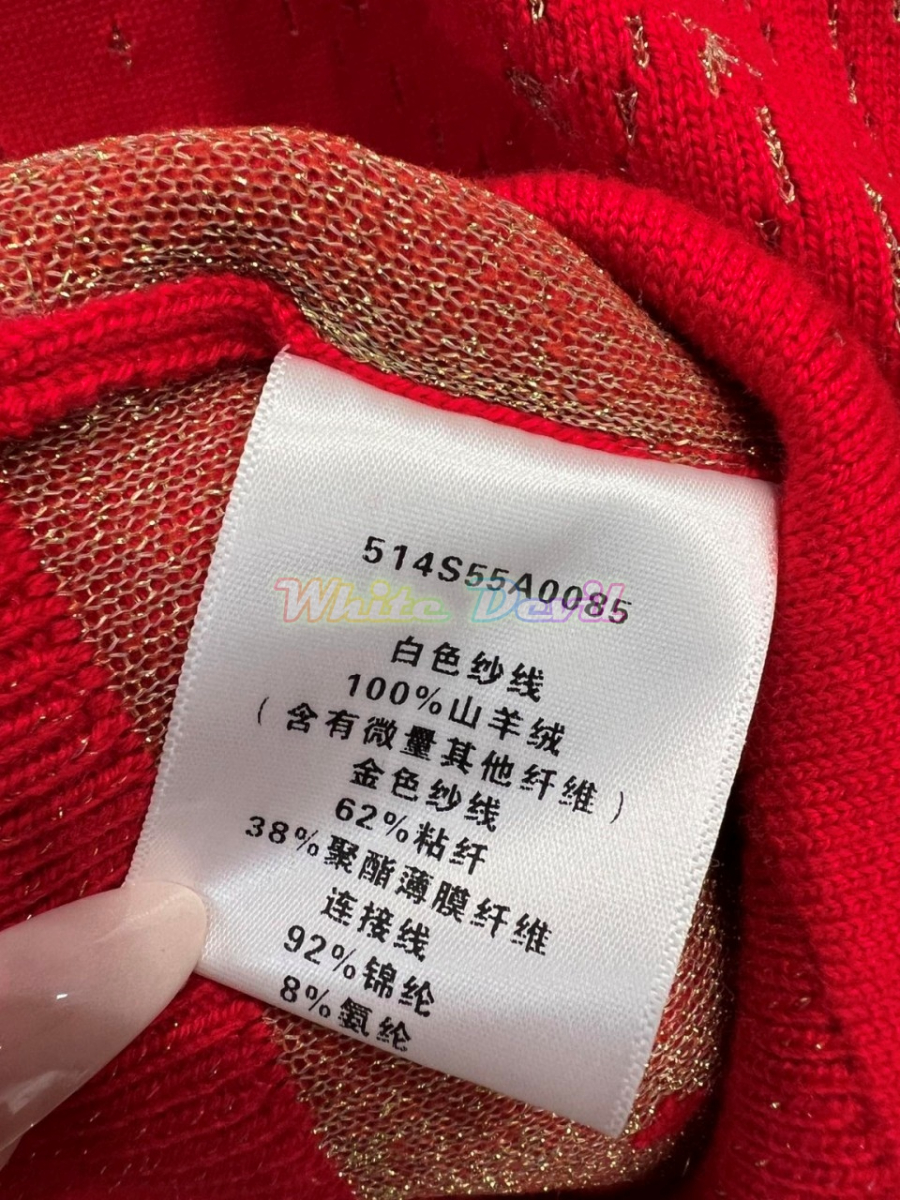 514S55A0085
White Devil
白色纱线
100%山羊绒
(含有微量其他纤维)
金色纱线
62%粘纤
38%聚酯薄膜纤维
连接线
92%锦纶
8%氨纶